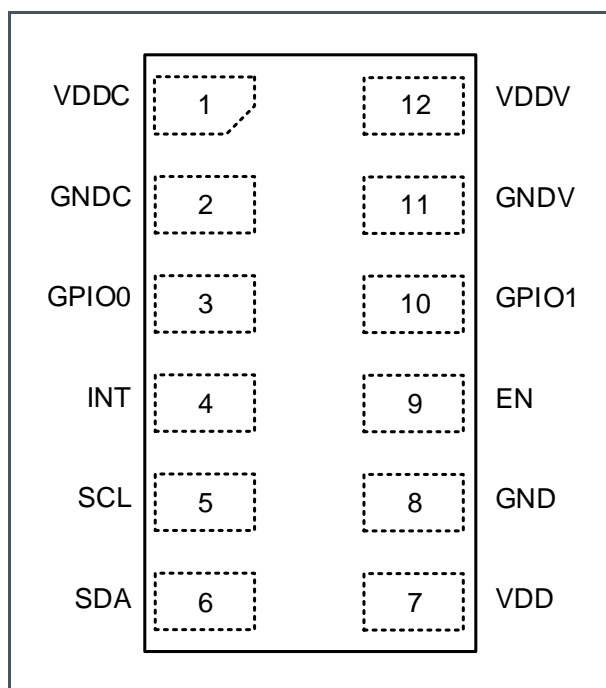 VDDC 1 12 VDDV
GNDC 2 11 GNDV
GPIO0 3 10 GPIO1
INT 4 9 EN
SCL 5 8 GND
SDA 6 7 VDD